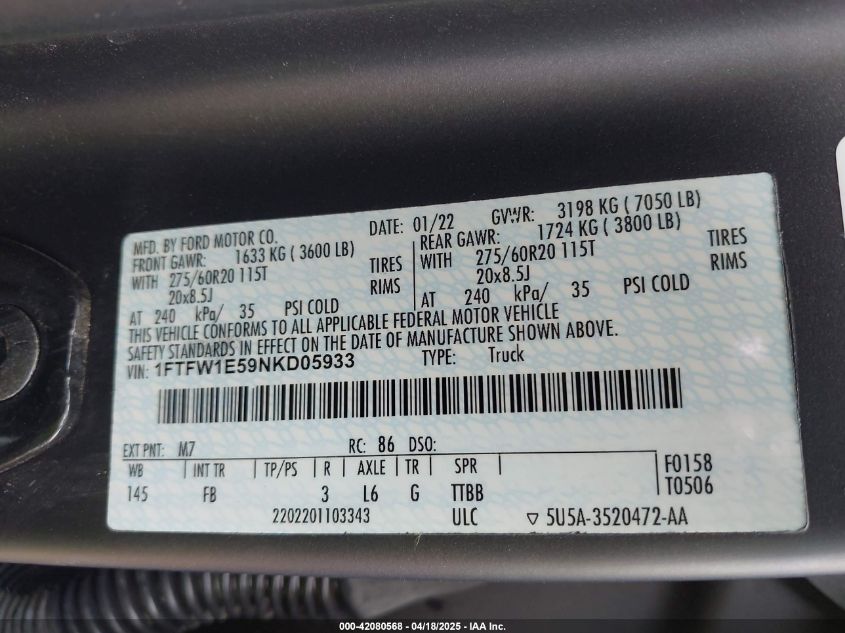 MFD. BY FORD MOTOR CO. DATE: 01/22 GVWR: 3198 KG ( 7050 LB)
FRONT GAWR: 1633 KG ( 3600 LB) REAR GAWR: 1724 KG ( 3800 LB)
WITH 275/60R20 115T TIRES WITH 275/60R20 115T TIRES
20x8.5J RIMS 20x8.5J RIMS
AT 240 kPa/ 35 PSI COLD AT 240 kPa/ 35 PSI COLD
THIS VEHICLE CONFORMS TO ALL APPLICABLE FEDERAL MOTOR VEHICLE
SAFETY STANDARDS IN EFFECT ON THE DATE OF MANUFACTURE SHOWN ABOVE.
VIN: 1FTFW1E59NKD05933 TYPE: Truck
EXT PNT: M7 RC: 86 DSO:
WB INT TR TP/PS R AXLE TR SPR F0158
145 FB 3 L6 G TTBB T0506
2202201103343 ULC ▽ 5U5A-3520472-AA
000-42080568 - 04/18/2025 - IAA Inc.